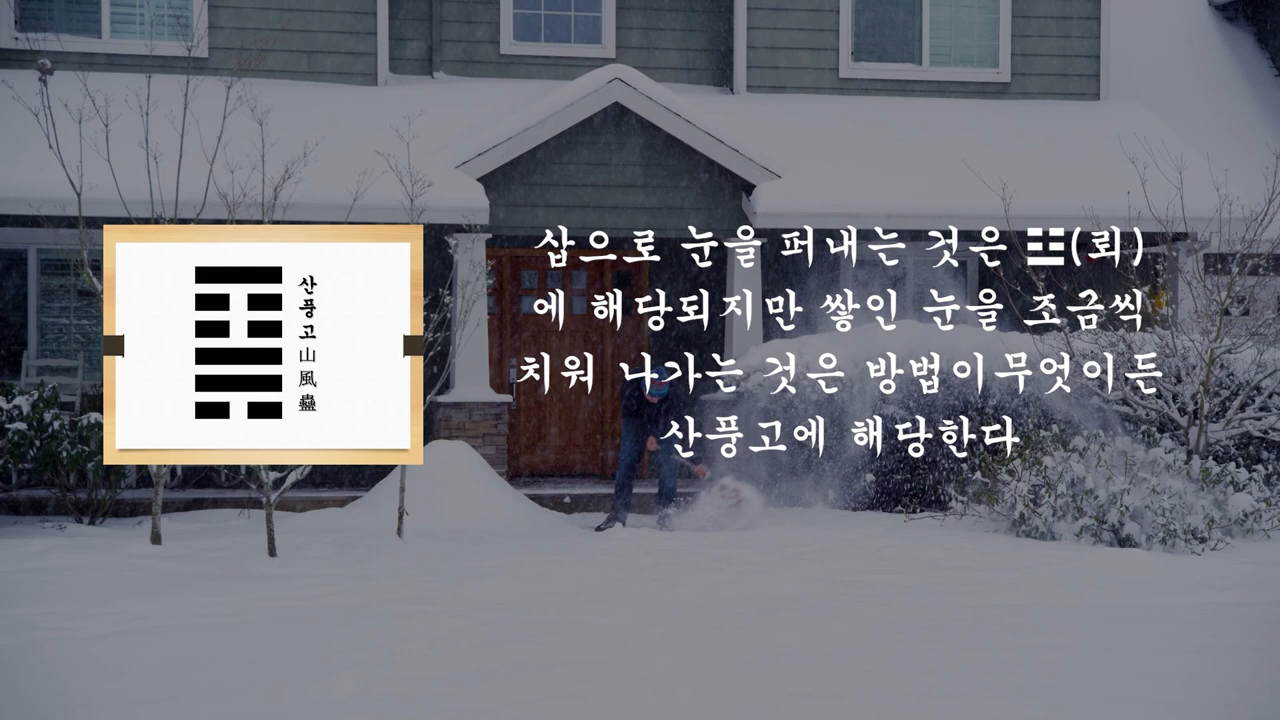 산풍고山風蠱
삽으로 눈을 퍼내는 것은 ☳(뢰)
에 해당되지만 쌓인 눈을 조금씩
치워 나가는 것은 방법이무엇이든
산풍고에 해당한다